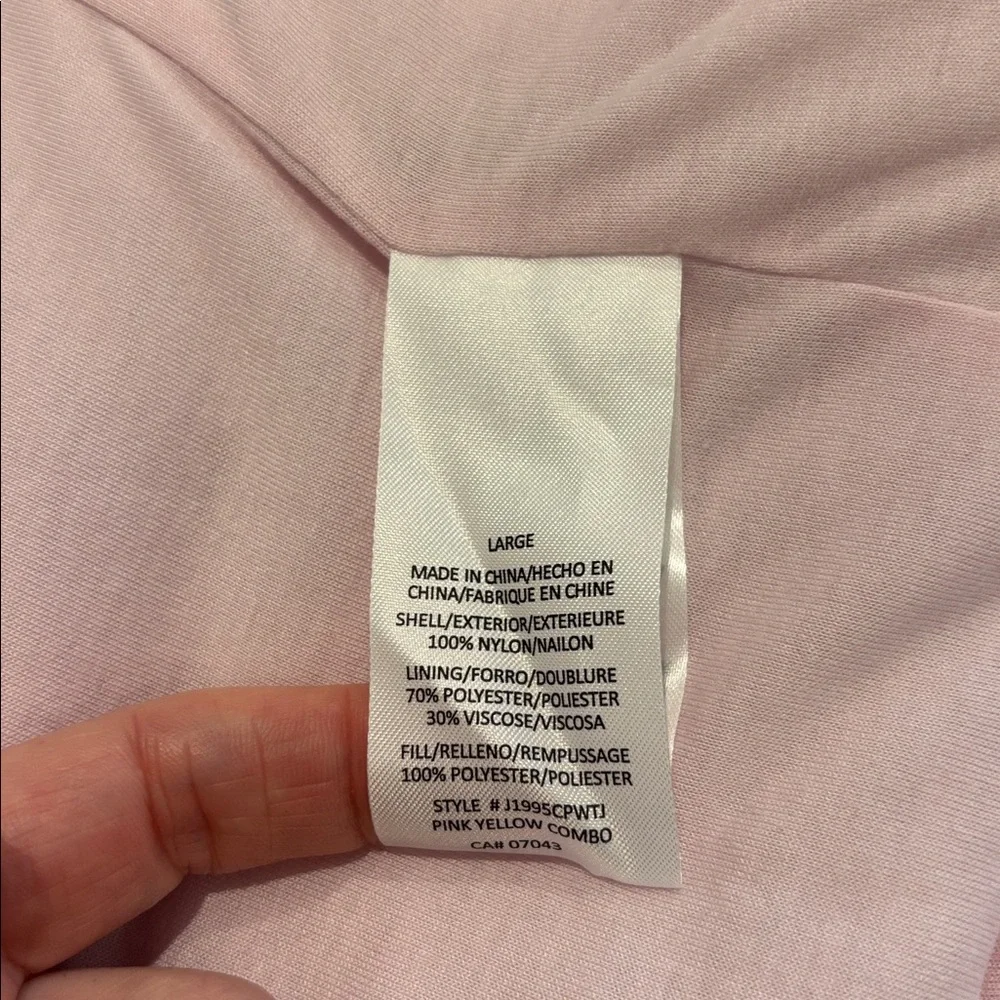 LARGE
MADE IN CHINA/HECHO EN
CHINA/FABRIQUE EN CHINE
SHELL/EXTERIOR/EXTERIEURE
100% NYLON/NAILON
LINING/FORRO/DOUBLURE
70% POLYESTER/POLIESTER
30% VISCOSE/VISCOSA
FILL/RELLENO/REMPUSSAGE
100% POLYESTER/POLIESTER
STYLE # J1995CPWTJ
PINK YELLOW COMBO
CA# 07043